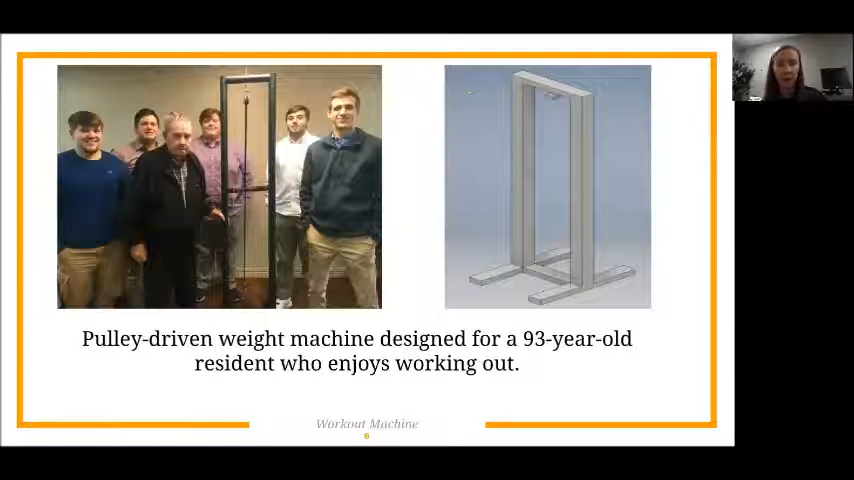 Pulley-driven weight machine designed for a 93-year-old
resident who enjoys working out.
Workout Machine
6